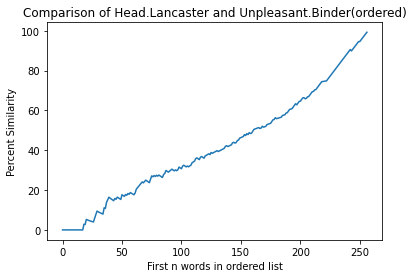 Comparison of Head.Lancaster and Unpleasant.Binder(ordered)
100
80
60
40
20
0
Percent Similarity
0 50 100 150 200 250
First n words in ordered list